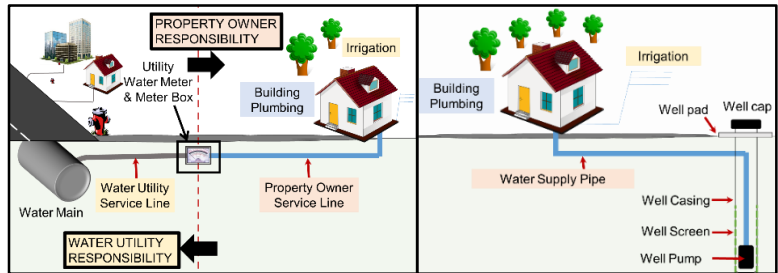 PROPERTY OWNER
RESPONSIBILITY
Utility
Water Meter
& Meter Box
Irrigation
Building
Plumbing
Water Main
Water Utility
Service Line
Property Owner
Service Line
WATER UTILITY
RESPONSIBILITY
Irrigation
Building
Plumbing
Well cap
Well pad
Water Supply Pipe
Well Casing
Well Screen
Well Pump